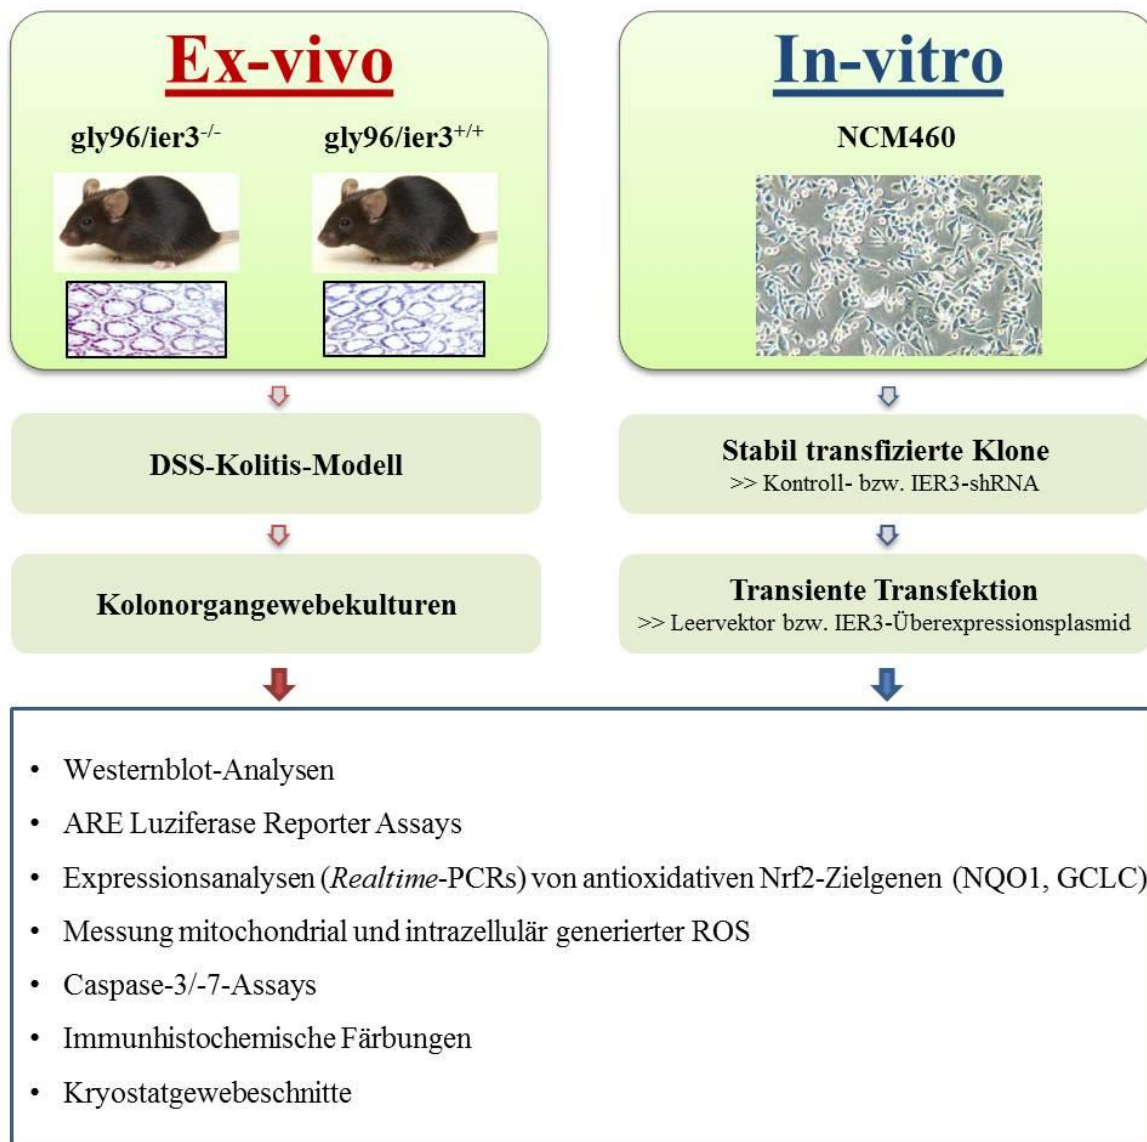 Ex-vivo
gly96/ier3-/-
gly96/ier3+/+
DSS-Kolitis-Modell
Kolonorgangewebekulturen
In-vitro
NCM460
Stabil transfizierte Klone
>> Kontroll- bzw. IER3-shRNA
Transiente Transfektion
>> Leervektor bzw. IER3-Überexpressionsplasmid
• Westernblot-Analysen
• ARE Luziferase Reporter Assays
• Expressionsanalysen (Realtime-PCRs) von antioxidativen Nrf2-Zielgenen (NQO1, GCLC)
• Messung mitochondrial und intrazellulär generierter ROS
• Caspase-3/-7-Assays
• Immunhistochemische Färbungen
• Kryostatgewebeschnitte